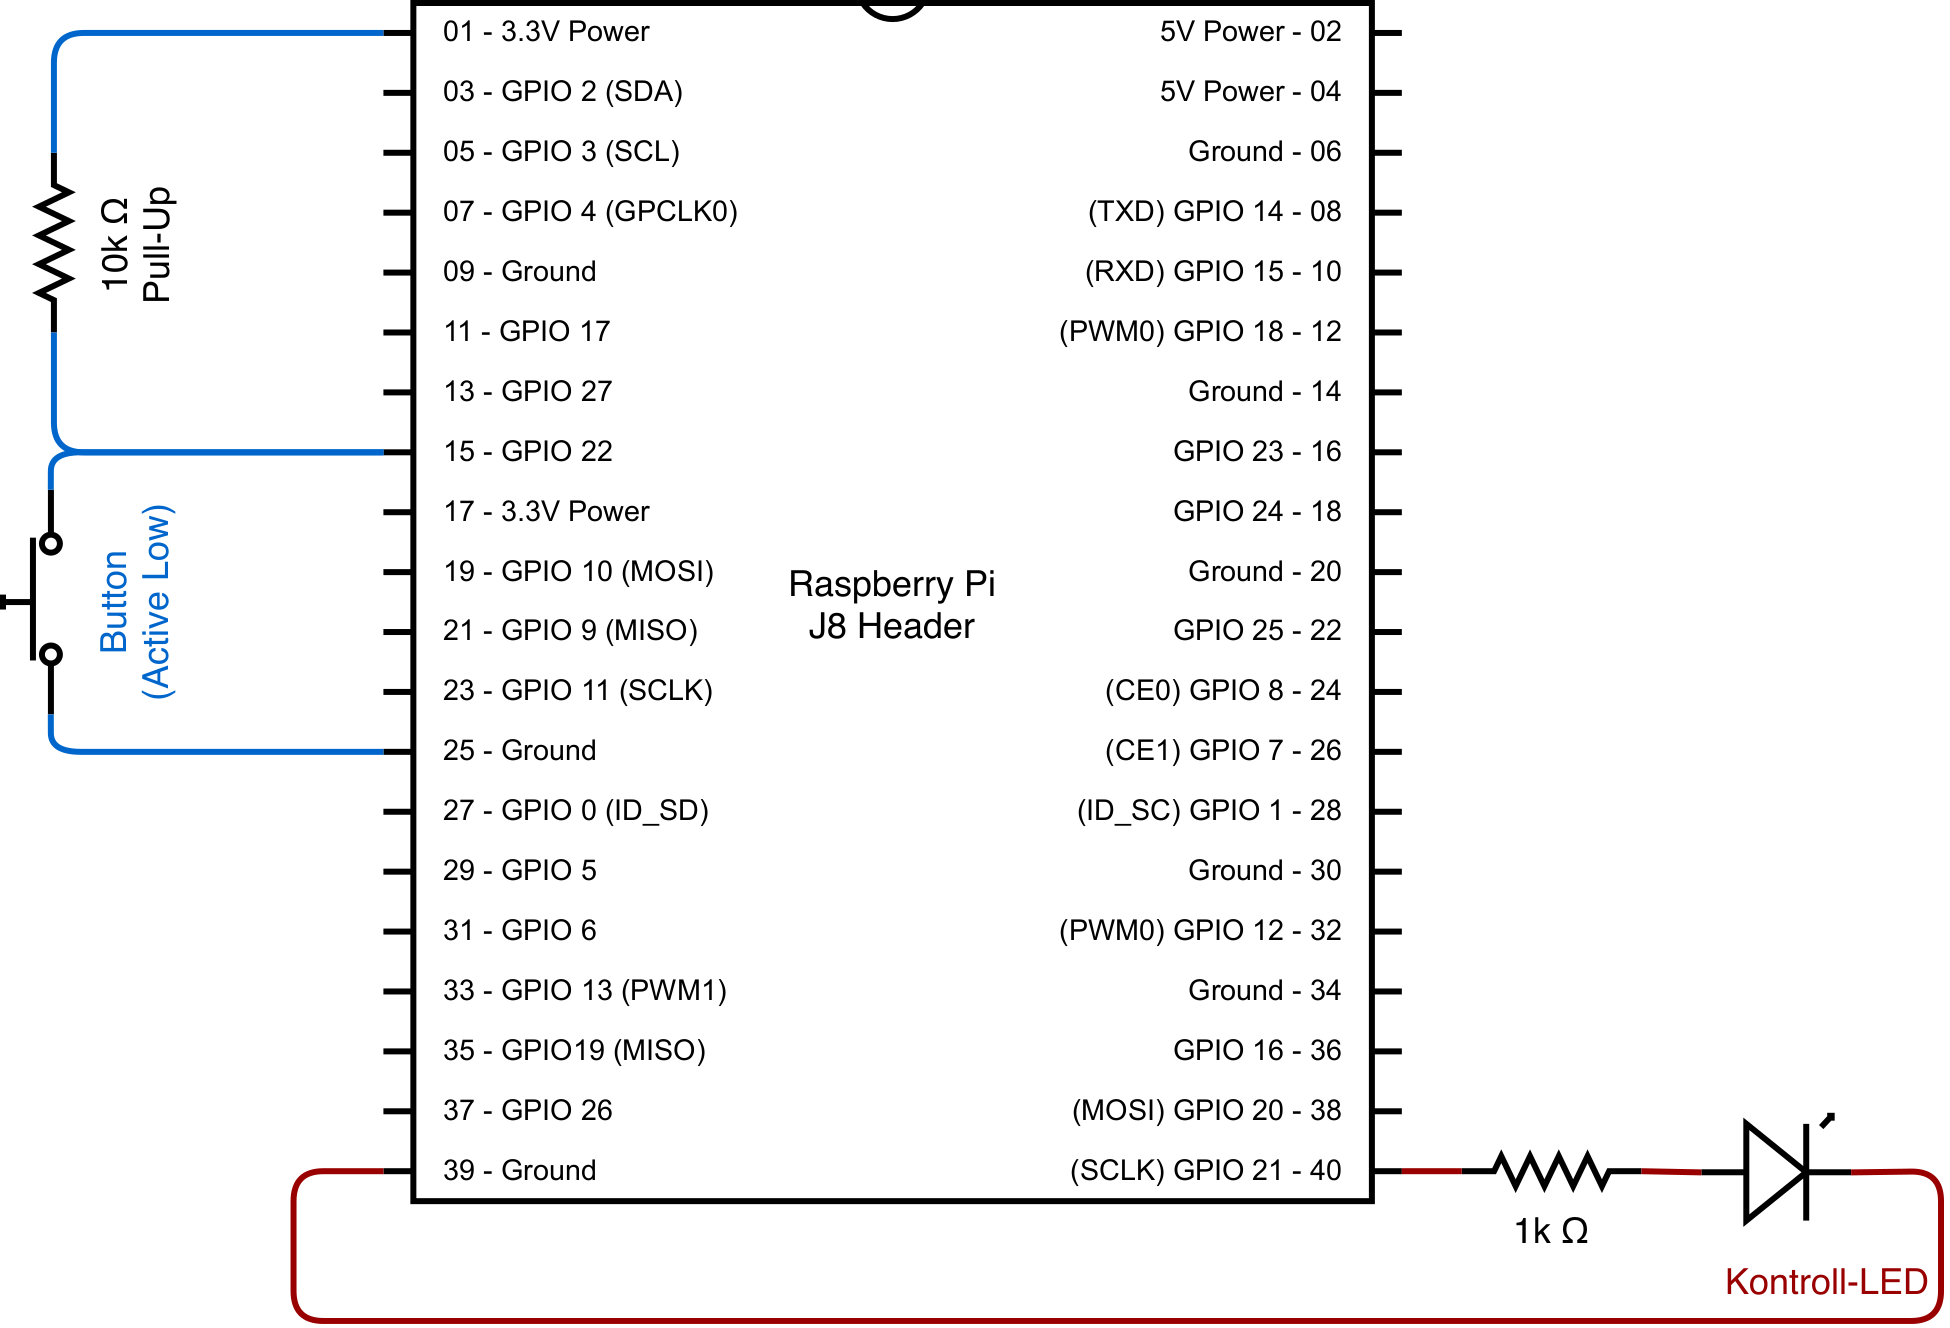 01 - 3.3V Power
03 - GPIO 2 (SDA)
05 - GPIO 3 (SCL)
07 - GPIO 4 (GPCLK0)
09 - Ground
11 - GPIO 17
13 - GPIO 27
15 - GPIO 22
17 - 3.3V Power
19 - GPIO 10 (MOSI)
21 - GPIO 9 (MISO)
23 - GPIO 11 (SCLK)
25 - Ground
27 - GPIO 0 (ID_SD)
29 - GPIO 5
31 - GPIO 6
33 - GPIO 13 (PWM1)
35 - GPIO19 (MISO)
37 - GPIO 26
39 - Ground
5V Power - 02
5V Power - 04
Ground - 06
(TXD) GPIO 14 - 08
(RXD) GPIO 15 - 10
(PWM0) GPIO 18 - 12
Ground - 14
GPIO 23 - 16
GPIO 24 - 18
Ground - 20
GPIO 25 - 22
(CE0) GPIO 8 - 24
(CE1) GPIO 7 - 26
(ID_SC) GPIO 1 - 28
Ground - 30
(PWM0) GPIO 12 - 32
Ground - 34
GPIO 16 - 36
(MOSI) GPIO 20 - 38
(SCLK) GPIO 21 - 40
Raspberry Pi
J8 Header
10k Ω
Pull-Up
Button
(Active Low)
1k Ω
Kontroll-LED